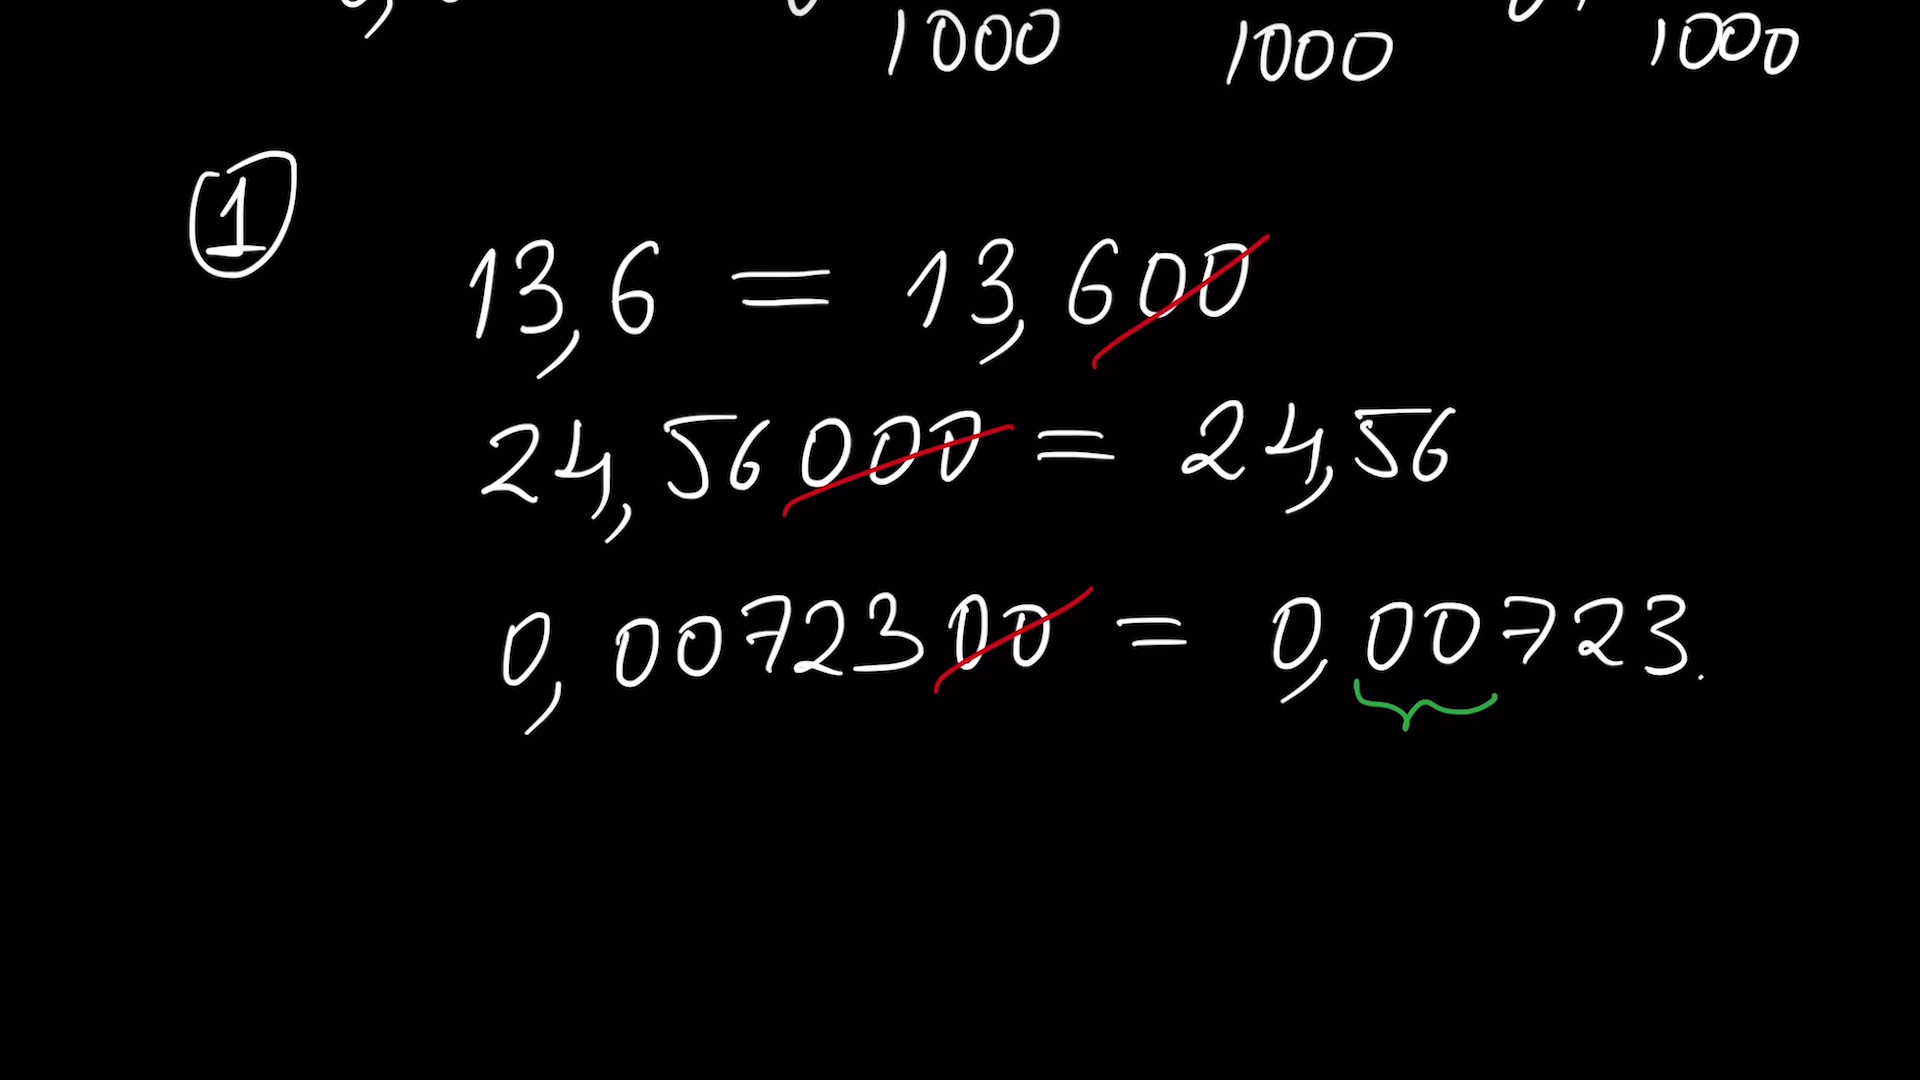 1000 1000 1000
1
13,6 = 13,600
24,56000 = 24,56
0,0072300 = 0,00723.